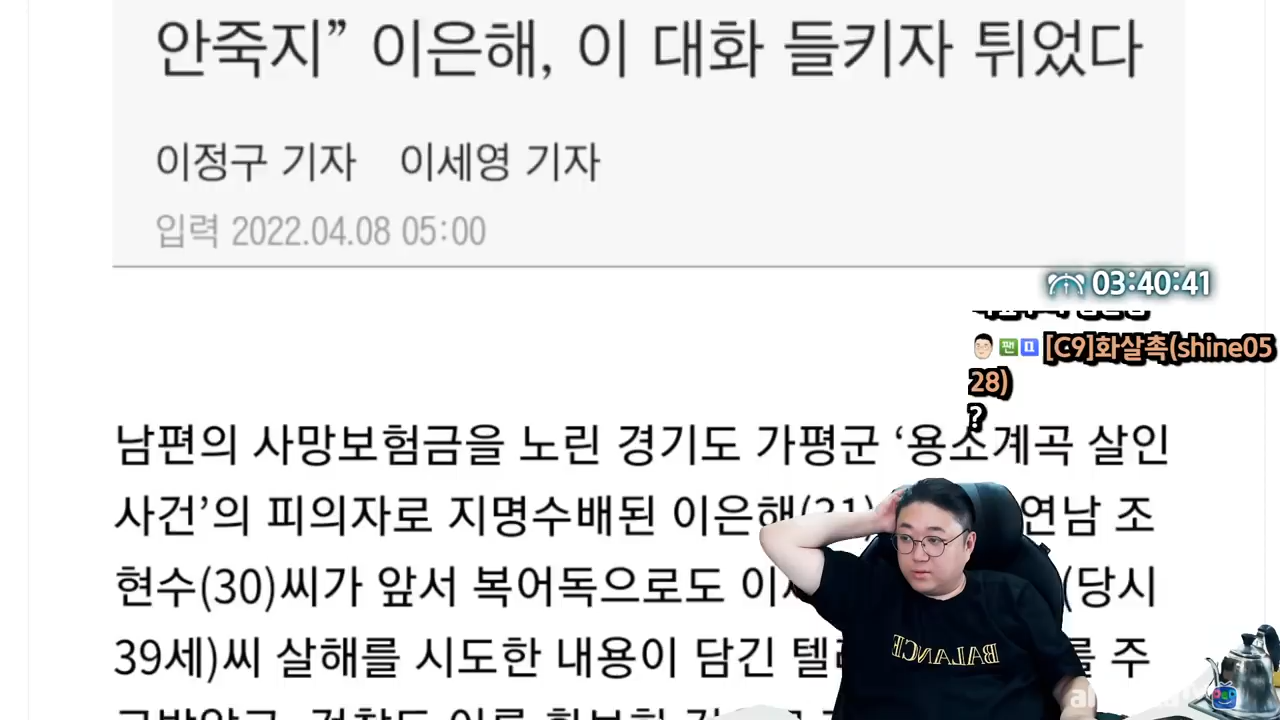 안죽지” 이은해, 이 대화 들키자 튀었다
이정구 기자 이세영 기자
입력 2022.04.08 05:00
03:40:41
팬
[C9]화살촉(shine05
28)
?
남편의 사망보험금을 노린 경기도 가평군 ‘용소계곡 살인
사건’의 피의자로 지명수배된 이은해(31) 연남 조
현수(30)씨가 앞서 복어독으로도 (당시
39세)씨 살해를 시도한 내용이 담긴 를 주
BALANCE